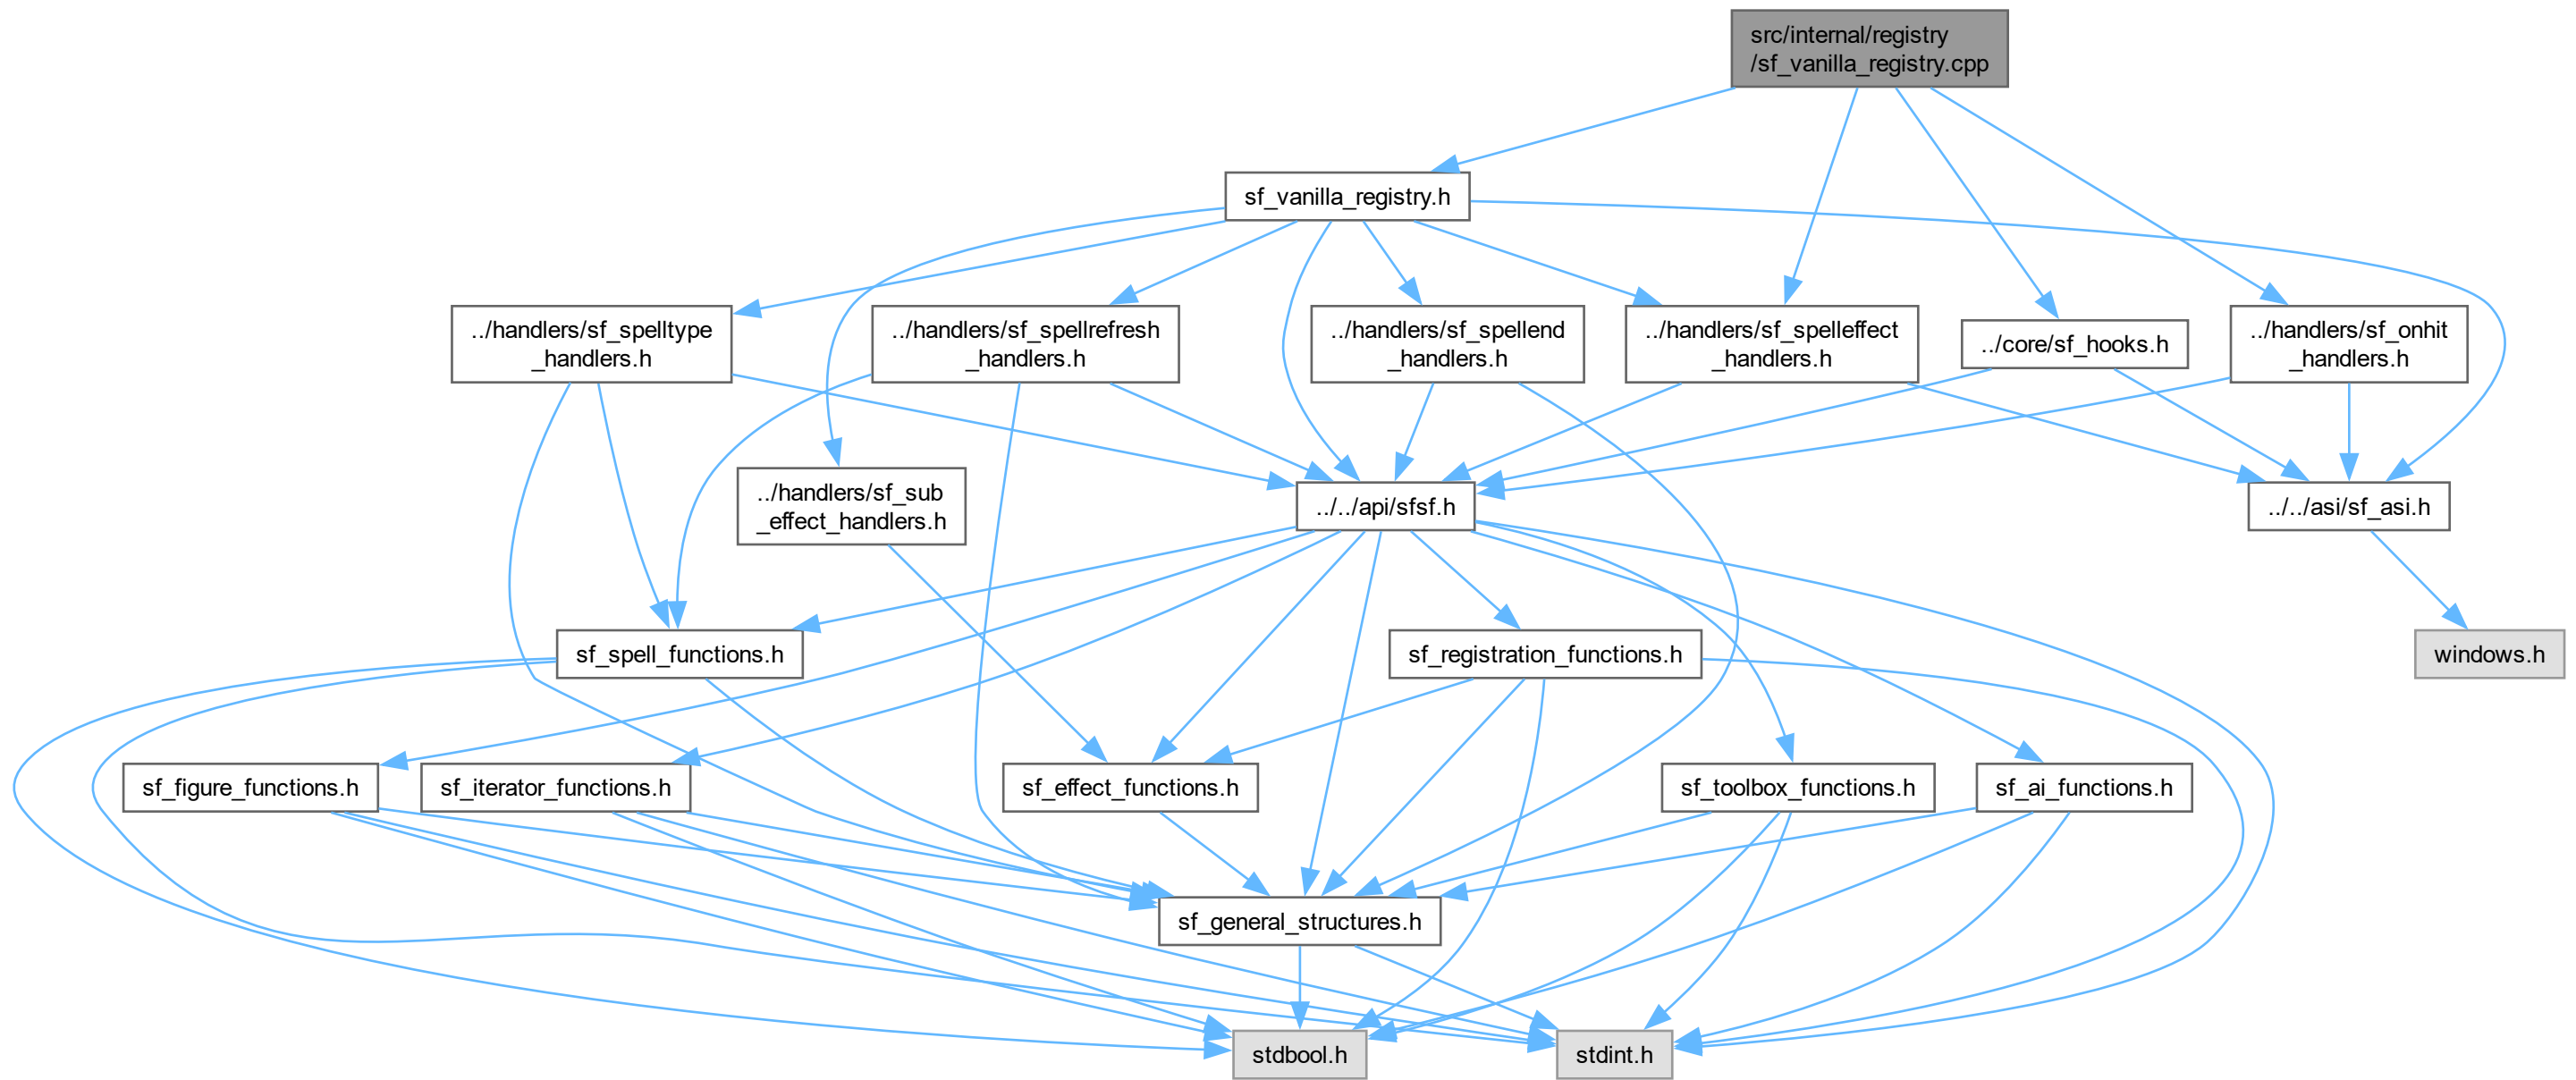 src/internal/registry
/sf_vanilla_registry.cpp
sf_vanilla_registry.h
../handlers/sf_spelltype
_handlers.h
../handlers/sf_spellrefresh
_handlers.h
../handlers/sf_spellend
_handlers.h
../handlers/sf_spelleffect
_handlers.h
../core/sf_hooks.h
../handlers/sf_onhit
_handlers.h
../handlers/sf_sub
_effect_handlers.h
../../api/sfsf.h
../../asi/sf_asi.h
sf_spell_functions.h
sf_registration_functions.h
windows.h
sf_figure_functions.h
sf_iterator_functions.h
sf_effect_functions.h
sf_toolbox_functions.h
sf_ai_functions.h
sf_general_structures.h
stdbool.h
stdint.h